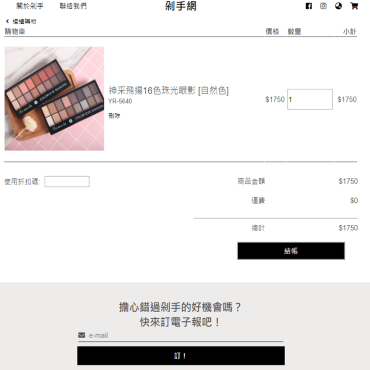 關於剁手 聯絡我們 剁手網
繼續購物
購物車 價格 數量 小計
神采飛揚16色珠光眼影 [自然色]
YR-5640
$1750 1 $1750
刪除
使用折扣碼: 商品金額 $1750
運費 $0
總計 $1750
結帳
擔心錯過剁手的好機會嗎？
快來訂電子報吧！
e-mail
訂！